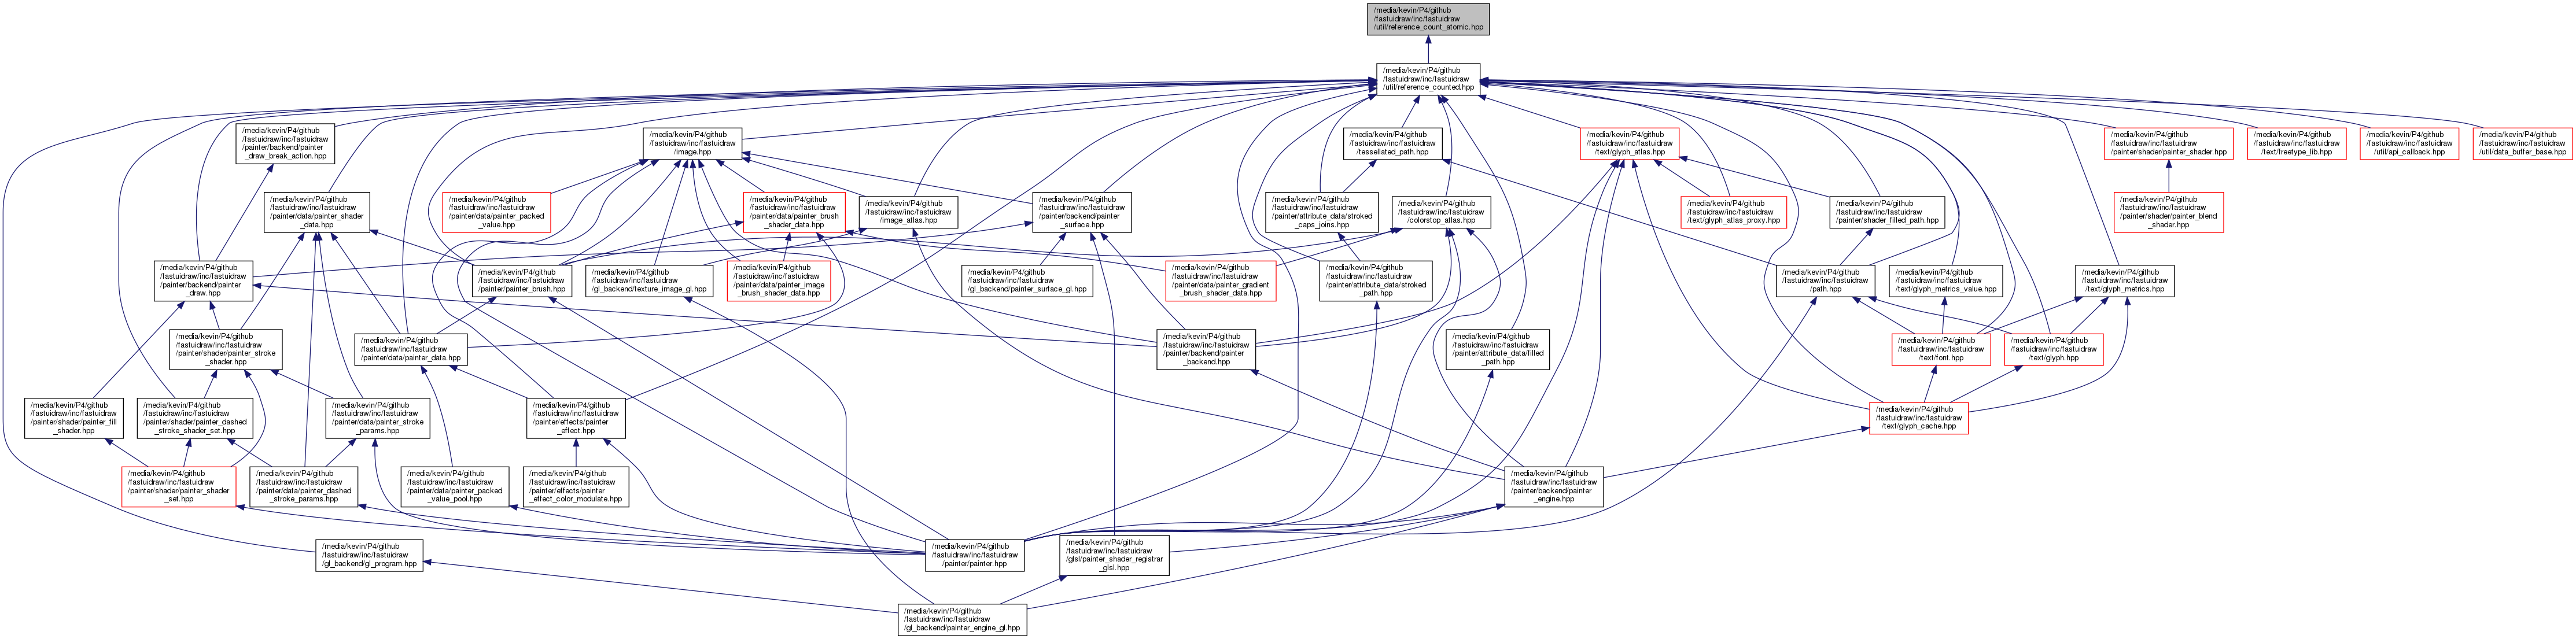 /media/kevin/P4/github
/fastuidraw/inc/fastuidraw
/util/reference_count_atomic.hpp
/media/kevin/P4/github
/fastuidraw/inc/fastuidraw
/util/reference_counted.hpp
/media/kevin/P4/github
/fastuidraw/inc/fastuidraw
/painter/backend/painter
_draw_break_action.hpp
/media/kevin/P4/github
/fastuidraw/inc/fastuidraw
/image.hpp
/media/kevin/P4/github
/fastuidraw/inc/fastuidraw
/tessellated_path.hpp
/media/kevin/P4/github
/fastuidraw/inc/fastuidraw
/text/glyph_atlas.hpp
/media/kevin/P4/github
/fastuidraw/inc/fastuidraw
/painter/shader/painter_shader.hpp
/media/kevin/P4/github
/fastuidraw/inc/fastuidraw
/text/freetype_lib.hpp
/media/kevin/P4/github
/fastuidraw/inc/fastuidraw
/util/api_callback.hpp
/media/kevin/P4/github
/fastuidraw/inc/fastuidraw
/util/data_buffer_base.hpp
/media/kevin/P4/github
/fastuidraw/inc/fastuidraw
/painter/data/painter_shader
_data.hpp
/media/kevin/P4/github
/fastuidraw/inc/fastuidraw
/painter/data/painter_packed
_value.hpp
/media/kevin/P4/github
/fastuidraw/inc/fastuidraw
/painter/data/painter_brush
_shader_data.hpp
/media/kevin/P4/github
/fastuidraw/inc/fastuidraw
/image_atlas.hpp
/media/kevin/P4/github
/fastuidraw/inc/fastuidraw
/painter/backend/painter
_surface.hpp
/media/kevin/P4/github
/fastuidraw/inc/fastuidraw
/painter/attribute_data/stroked
_caps_joins.hpp
/media/kevin/P4/github
/fastuidraw/inc/fastuidraw
/colorstop_atlas.hpp
/media/kevin/P4/github
/fastuidraw/inc/fastuidraw
/text/glyph_atlas_proxy.hpp
/media/kevin/P4/github
/fastuidraw/inc/fastuidraw
/painter/shader_filled_path.hpp
/media/kevin/P4/github
/fastuidraw/inc/fastuidraw
/painter/shader/painter_blend
_shader.hpp
/media/kevin/P4/github
/fastuidraw/inc/fastuidraw
/painter/backend/painter
_draw.hpp
/media/kevin/P4/github
/fastuidraw/inc/fastuidraw
/painter/painter_brush.hpp
/media/kevin/P4/github
/fastuidraw/inc/fastuidraw
/gl_backend/texture_image_gl.hpp
/media/kevin/P4/github
/fastuidraw/inc/fastuidraw
/painter/data/painter_image
_brush_shader_data.hpp
/media/kevin/P4/github
/fastuidraw/inc/fastuidraw
/gl_backend/painter_surface_gl.hpp
/media/kevin/P4/github
/fastuidraw/inc/fastuidraw
/painter/data/painter_gradient
_brush_shader_data.hpp
/media/kevin/P4/github
/fastuidraw/inc/fastuidraw
/painter/attribute_data/stroked
_path.hpp
/media/kevin/P4/github
/fastuidraw/inc/fastuidraw
/path.hpp
/media/kevin/P4/github
/fastuidraw/inc/fastuidraw
/text/glyph_metrics_value.hpp
/media/kevin/P4/github
/fastuidraw/inc/fastuidraw
/text/glyph_metrics.hpp
/media/kevin/P4/github
/fastuidraw/inc/fastuidraw
/painter/shader/painter_stroke
_shader.hpp
/media/kevin/P4/github
/fastuidraw/inc/fastuidraw
/painter/data/painter_data.hpp
/media/kevin/P4/github
/fastuidraw/inc/fastuidraw
/painter/backend/painter
_backend.hpp
/media/kevin/P4/github
/fastuidraw/inc/fastuidraw
/painter/attribute_data/filled
_path.hpp
/media/kevin/P4/github
/fastuidraw/inc/fastuidraw
/text/font.hpp
/media/kevin/P4/github
/fastuidraw/inc/fastuidraw
/text/glyph.hpp
/media/kevin/P4/github
/fastuidraw/inc/fastuidraw
/painter/shader/painter_fill
_shader.hpp
/media/kevin/P4/github
/fastuidraw/inc/fastuidraw
/painter/shader/painter_dashed
_stroke_shader_set.hpp
/media/kevin/P4/github
/fastuidraw/inc/fastuidraw
/painter/data/painter_stroke
_params.hpp
/media/kevin/P4/github
/fastuidraw/inc/fastuidraw
/painter/effects/painter
_effect.hpp
/media/kevin/P4/github
/fastuidraw/inc/fastuidraw
/text/glyph_cache.hpp
/media/kevin/P4/github
/fastuidraw/inc/fastuidraw
/painter/shader/painter_shader
_set.hpp
/media/kevin/P4/github
/fastuidraw/inc/fastuidraw
/painter/data/painter_dashed
_stroke_params.hpp
/media/kevin/P4/github
/fastuidraw/inc/fastuidraw
/painter/data/painter_packed
_value_pool.hpp
/media/kevin/P4/github
/fastuidraw/inc/fastuidraw
/painter/effects/painter
_effect_color_modulate.hpp
/media/kevin/P4/github
/fastuidraw/inc/fastuidraw
/painter/backend/painter
_engine.hpp
/media/kevin/P4/github
/fastuidraw/inc/fastuidraw
/gl_backend/gl_program.hpp
/media/kevin/P4/github
/fastuidraw/inc/fastuidraw
/painter/painter.hpp
/media/kevin/P4/github
/fastuidraw/inc/fastuidraw
/glsl/painter_shader_registrar
_glsl.hpp
/media/kevin/P4/github
/fastuidraw/inc/fastuidraw
/gl_backend/painter_engine_gl.hpp